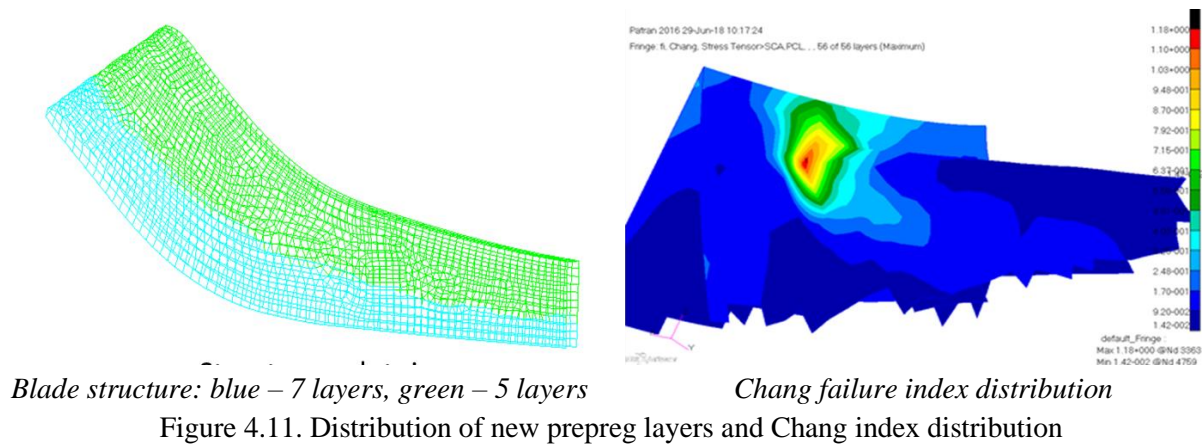 Patran 2016 29-Jun-18 10:17:24
Fringe: fi, Chang, Stress Tensor>SCA.PCL, , , 56 of 56 layers (Maximum)
1.18+000
1.10+000
1.03+000
9.48-001
8.70-001
7.92-001
7.15-001
6.37-001
2.48-001
1.70-001
9.20-002
1.42-002
default_Fringe :
Max 1.18+000 @Nd 3363
Min 1.42-002 @Nd 4759
Blade structure: blue – 7 layers, green – 5 layers
Chang failure index distribution
Figure 4.11. Distribution of new prepreg layers and Chang index distribution